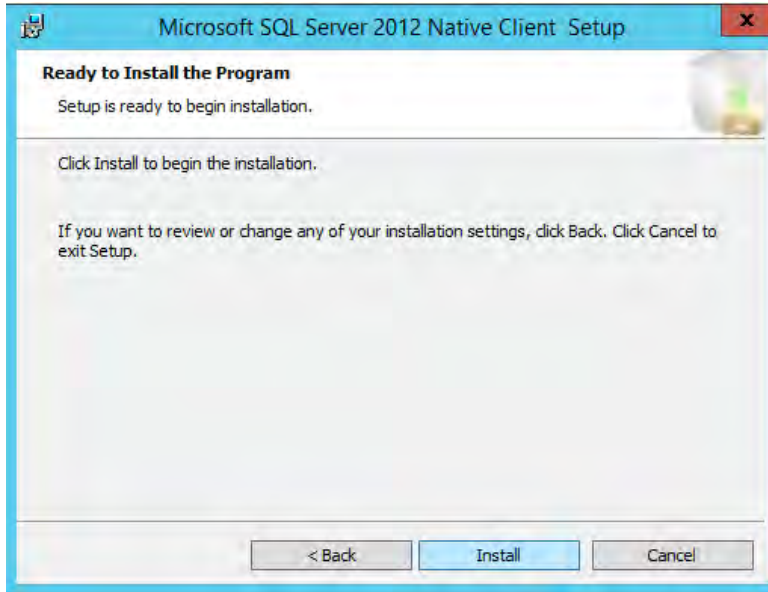 Microsoft SQL Server 2012 Native Client Setup
x
Ready to Install the Program
Setup is ready to begin installation.
Click Install to begin the installation.
If you want to review or change any of your installation settings, click Back. Click Cancel to
exit Setup.
< Back
Install
Cancel